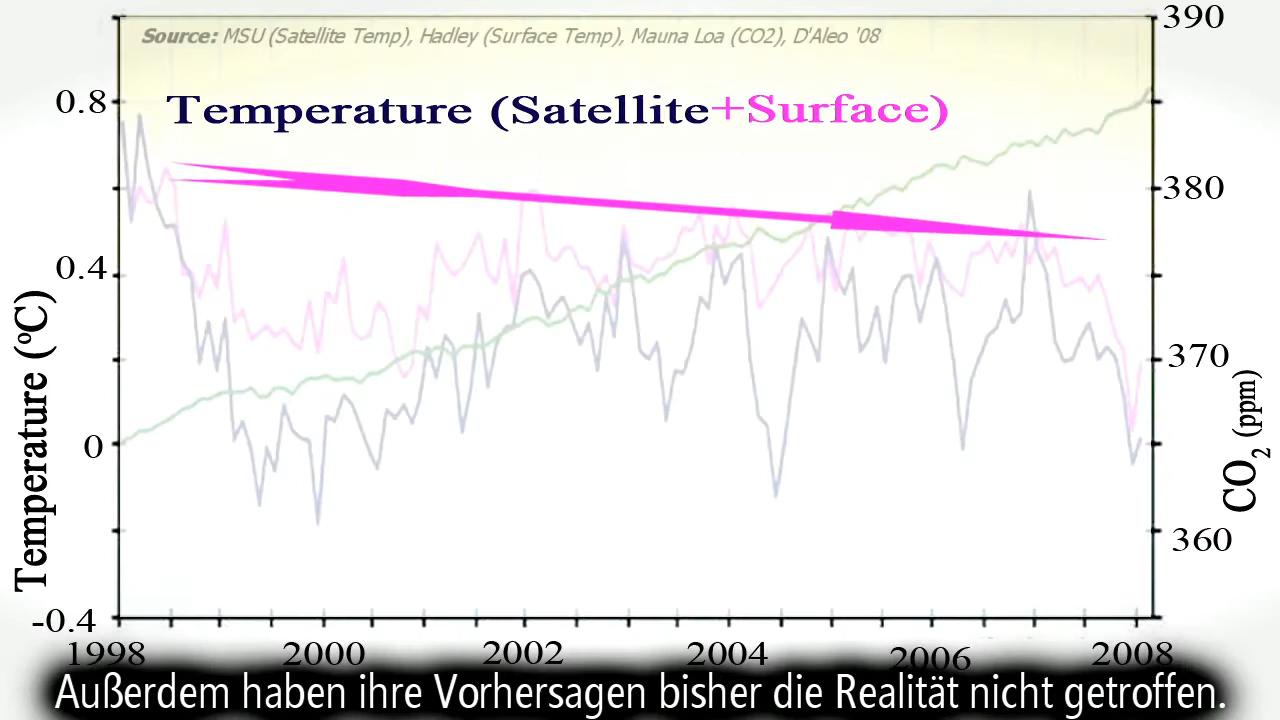 390
Source: MSU (Satellite Temp), Hadley (Surface Temp), Mauna Loa (CO2), D'Aleo '08
0.8
Temperature (Satellite+Surface)
380
0.4
Temperature (ºC)
370
CO2 (ppm)
0
360
-0.4
1998 2000 2002 2004 2006 2008
Außerdem haben ihre Vorhersagen bisher die Realität nicht getroffen.